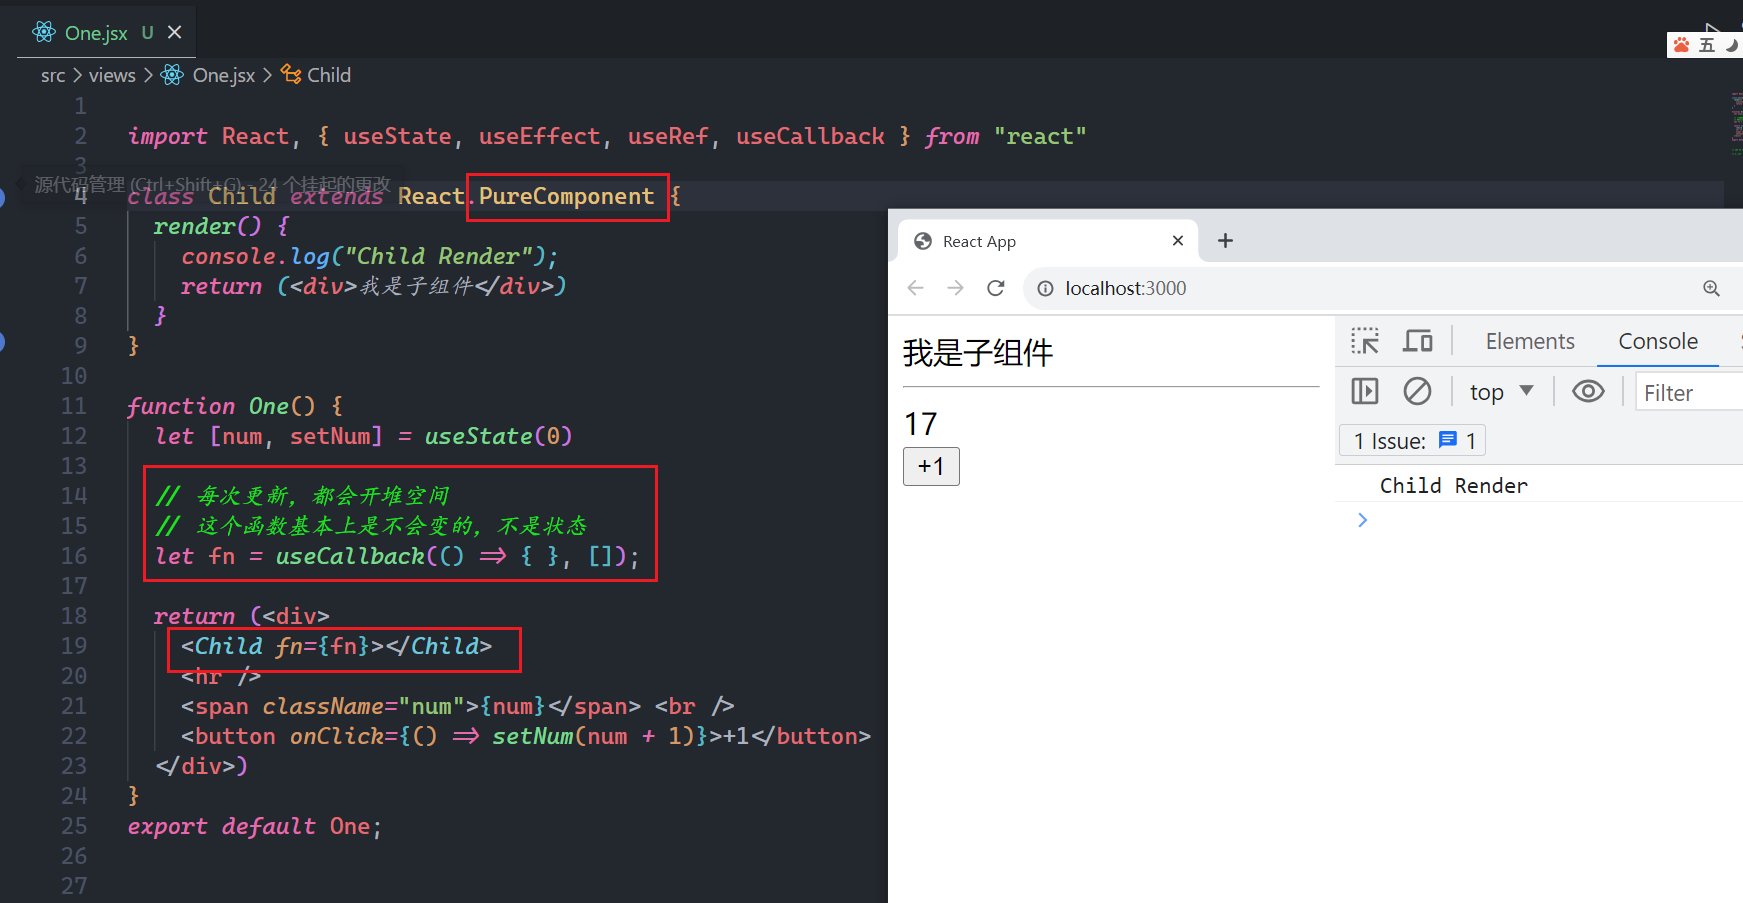 One.jsx U
src > views > One.jsx > Child
1
2 import React, { useState, useEffect, useRef, useCallback } from "react"
3
源代码管理 (Ctrl+Shift+G) - 24 个挂起的更改
4 class Child extends React.PureComponent {
5 render() {
6 console.log("Child Render");
7 return (<div>我是子组件</div>)
8 }
9 }
10
11 function One() {
12 let [num, setNum] = useState(0)
13
14 // 每次更新，都会开堆空间
15 // 这个函数基本上是不会变的，不是状态
16 let fn = useCallback(() => { }, []);
17
18 return (<div>
19 <Child fn={fn}></Child>
20 <hr />
21 <span className="num">{num}</span> <br />
22 <button onClick={() => setNum(num + 1)}>+1</button>
23 </div>)
24 }
25 export default One;
26
27
五
React App
localhost:3000
我是子组件
17
+1
Elements Console
top Filter
1 Issue: 1
Child Render